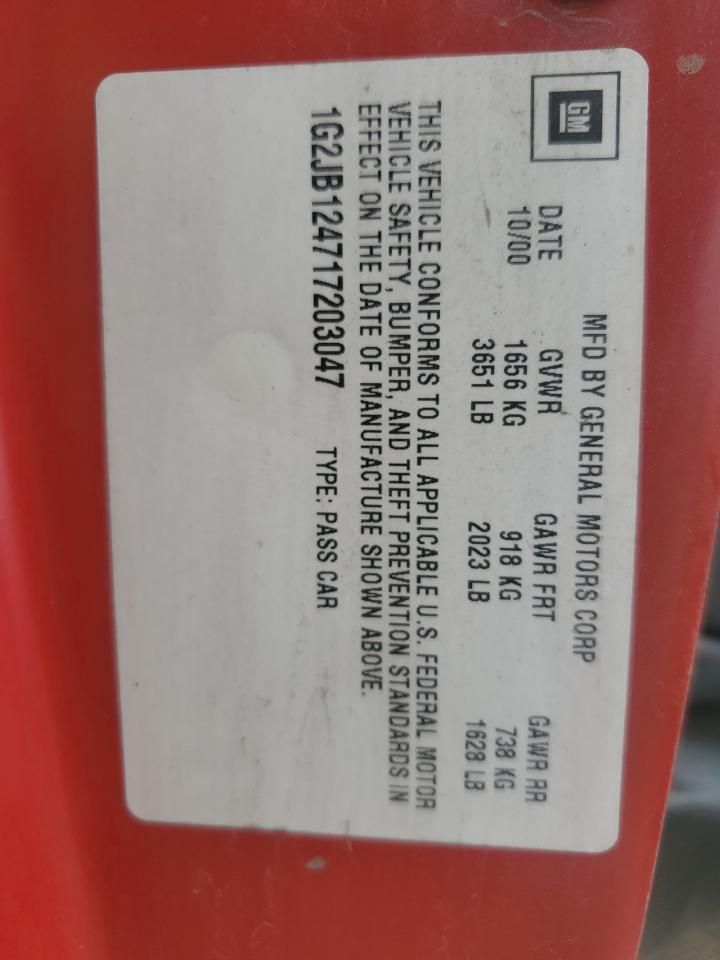 GM
MFD BY GENERAL MOTORS CORP
DATE GVWR GAWR FRT GAWR RR
10/00 1656 KG 918 KG 738 KG
3651 LB 2023 LB 1628 LB
THIS VEHICLE CONFORMS TO ALL APPLICABLE U.S. FEDERAL MOTOR
VEHICLE SAFETY, BUMPER, AND THEFT PREVENTION STANDARDS IN
EFFECT ON THE DATE OF MANUFACTURE SHOWN ABOVE.
1G2JB124717203047 TYPE: PASS CAR